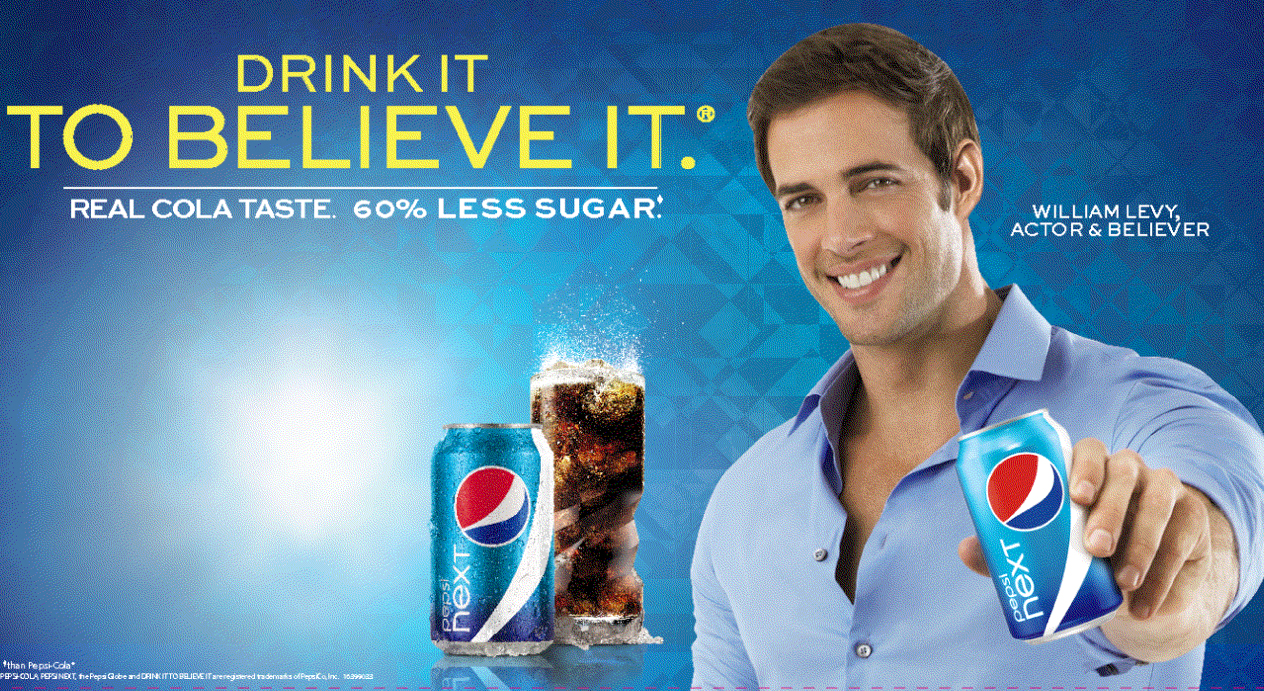 DRINK IT
TO BELIEVE IT.®
REAL COLA TASTE. 60% LESS SUGAR.♦
WILLIAM LEVY,
ACTOR & BELIEVER
pepsi
next
pepsi
next
♦than Pepsi-Cola®
PEPSI-COLA, PEPSI NEXT, the Pepsi Globe and DRINK IT TO BELIEVE IT are registered trademarks of PepsiCo, Inc.